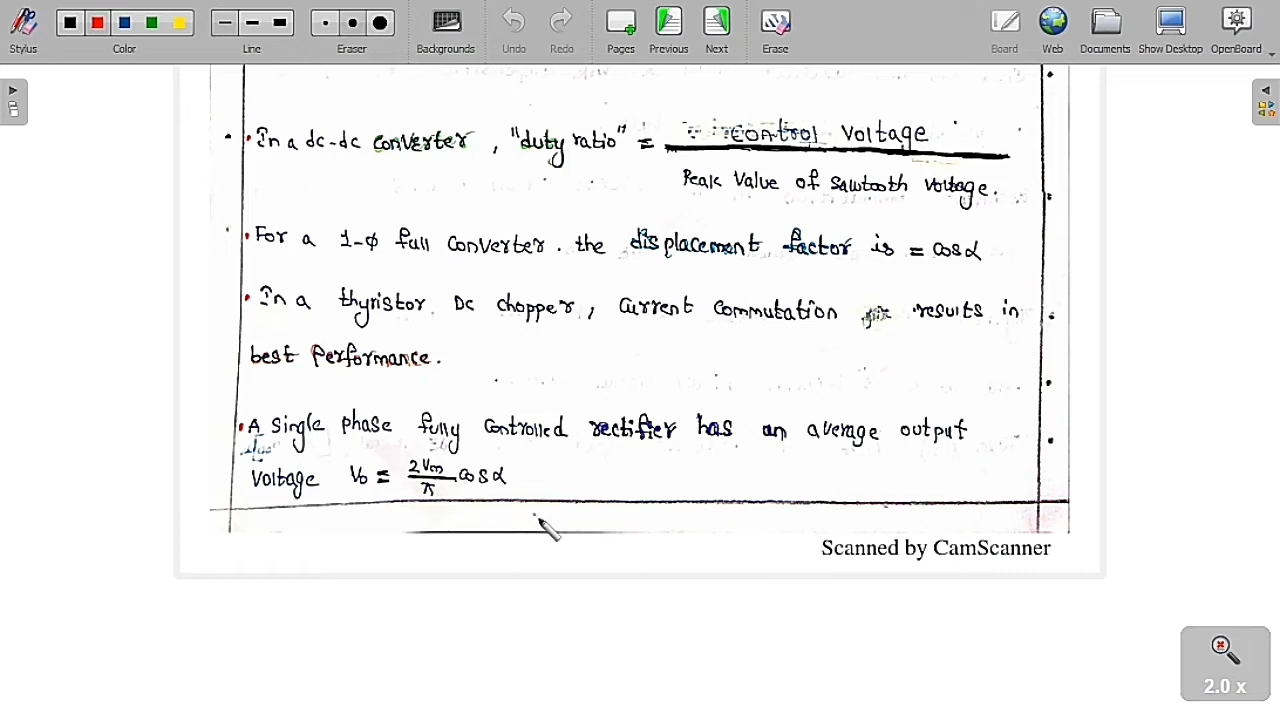 Stylus
Color
Line
Eraser
Backgrounds
Undo
Redo
Pages
Previous
Next
Erase
Board
Web
Documents
Show Desktop
OpenBoard
• In a dc-dc converter, "duty ratio" = control voltage
Peak value of sawtooth voltage.
• For a 1-φ full converter. the displacement factor is = cosα
• In a thyristor DC chopper, current commutation results in
best performance.
• A single phase fully controlled rectifier has an average output
voltage V₀ = 2Vm/π cosα
Scanned by CamScanner
2.0 x